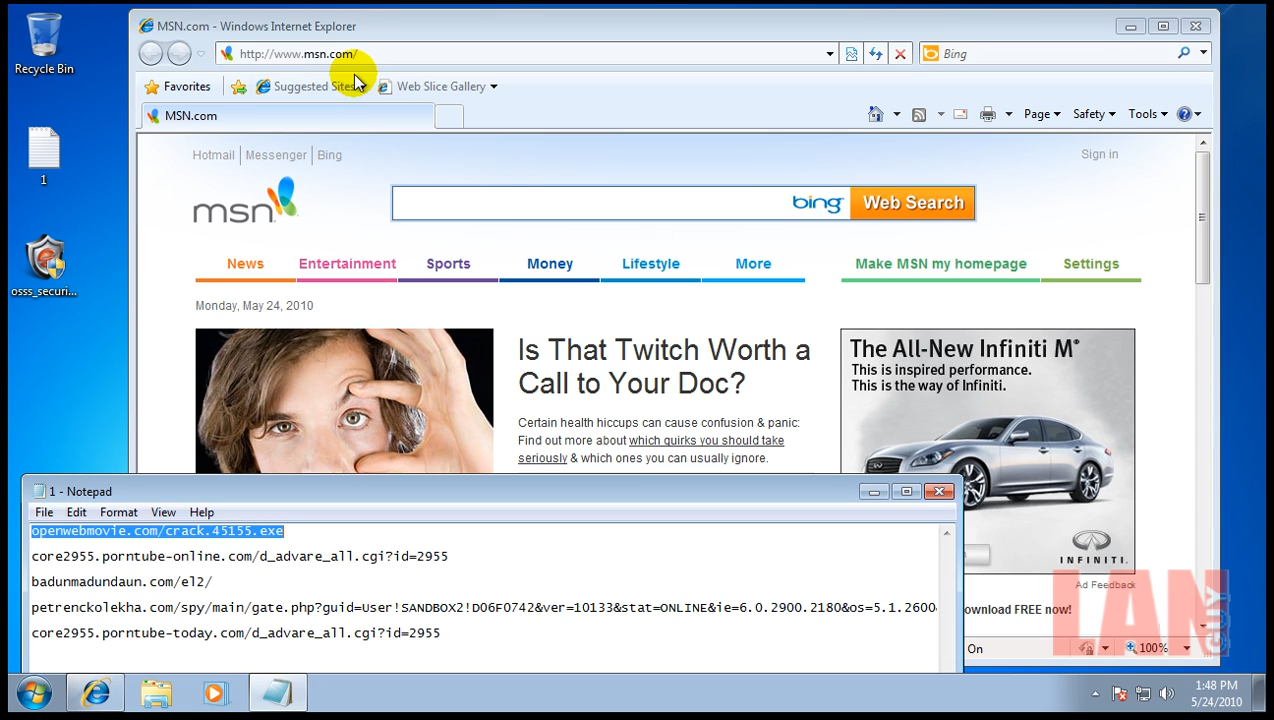 Recycle Bin
1
osss_securi...
MSN.com - Windows Internet Explorer
http://www.msn.com/
Bing
Favorites
Suggested Sites
Web Slice Gallery
MSN.com
Page
Safety
Tools
Hotmail
Messenger
Bing
Sign in
msn
bing
Web Search
News
Entertainment
Sports
Money
Lifestyle
More
Make MSN my homepage
Settings
Monday, May 24, 2010
Is That Twitch Worth a
Call to Your Doc?
Certain health hiccups can cause confusion & panic:
Find out more about which quirks you should take
seriously & which ones you can usually ignore.
The All-New Infiniti M®
This is inspired performance.
This is the way of Infiniti.
INFINITI
Ad Feedback
ownload FREE now!
On
100%
1 - Notepad
File
Edit
Format
View
Help
openwebmovie.com/crack.45155.exe
core2955.porntube-online.com/d_advare_all.cgi?id=2955
badunmadundaun.com/el2/
petrenckolekha.com/spy/main/gate.php?guid=User!SANDBOX2!D06F0742&ver=10133&stat=ONLINE&ie=6.0.2900.2180&os=5.1.2600
core2955.porntube-today.com/d_advare_all.cgi?id=2955
LAN
GUY
1:48 PM
5/24/2010